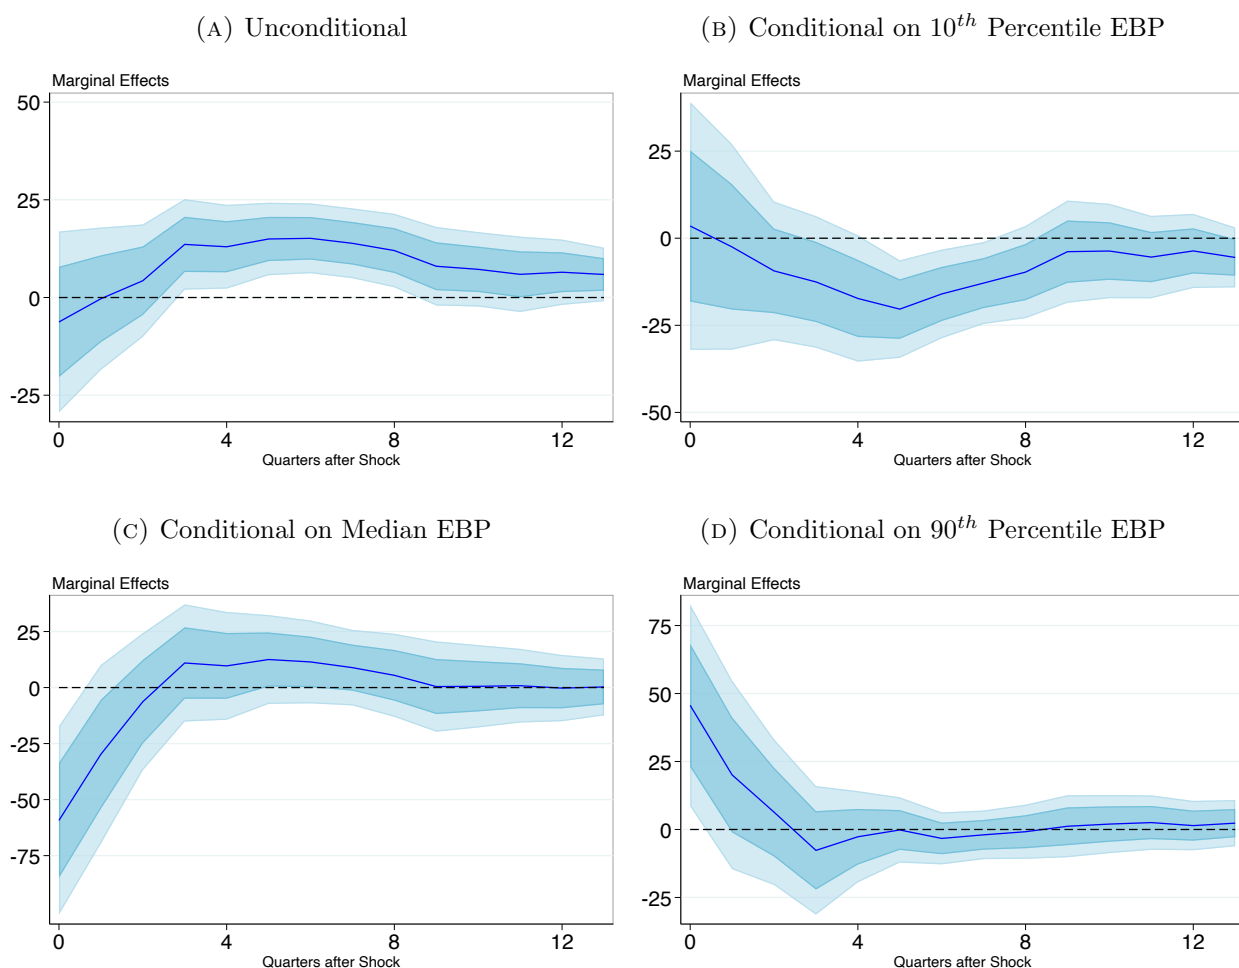 (A) Unconditional
Marginal Effects
50
25
0
-25
0 4 8 12
Quarters after Shock
(B) Conditional on 10th Percentile EBP
Marginal Effects
25
0
-25
-50
0 4 8 12
Quarters after Shock
(C) Conditional on Median EBP
Marginal Effects
25
0
-25
-50
-75
0 4 8 12
Quarters after Shock
(D) Conditional on 90th Percentile EBP
Marginal Effects
75
50
25
0
-25
0 4 8 12
Quarters after Shock